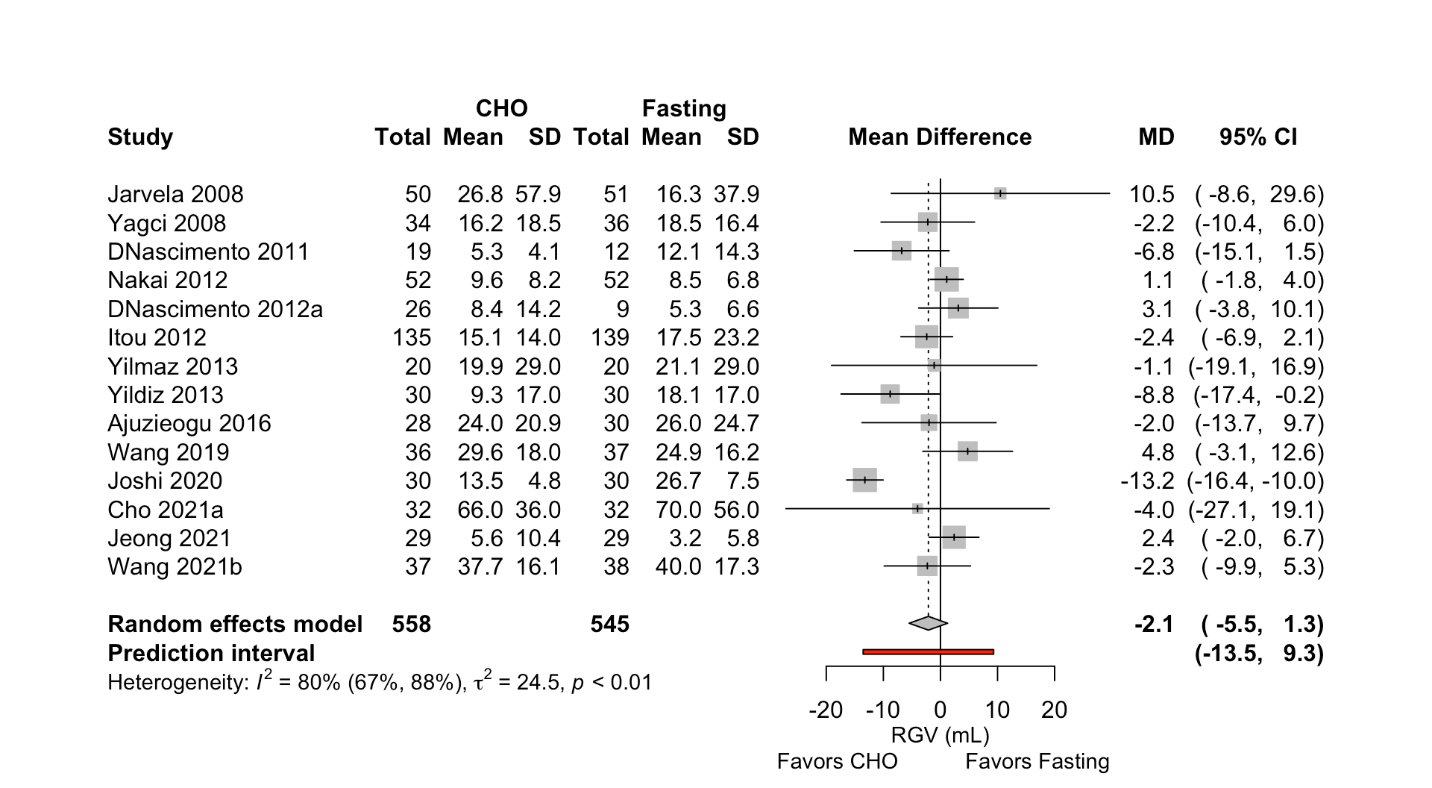 CHO Fasting
Study Total Mean SD Total Mean SD Mean Difference MD 95% CI
Jarvela 2008 50 26.8 57.9 51 16.3 37.9 10.5 ( -8.6, 29.6)
Yagci 2008 34 16.2 18.5 36 18.5 16.4 -2.2 (-10.4, 6.0)
DNascimento 2011 19 5.3 4.1 12 12.1 14.3 -6.8 (-15.1, 1.5)
Nakai 2012 52 9.6 8.2 52 8.5 6.8 1.1 ( -1.8, 4.0)
DNascimento 2012a 26 8.4 14.2 9 5.3 6.6 3.1 ( -3.8, 10.1)
Itou 2012 135 15.1 14.0 139 17.5 23.2 -2.4 ( -6.9, 2.1)
Yilmaz 2013 20 19.9 29.0 20 21.1 29.0 -1.1 (-19.1, 16.9)
Yildiz 2013 30 9.3 17.0 30 18.1 17.0 -8.8 (-17.4, -0.2)
Ajuzieogu 2016 28 24.0 20.9 30 26.0 24.7 -2.0 (-13.7, 9.7)
Wang 2019 36 29.6 18.0 37 24.9 16.2 4.8 ( -3.1, 12.6)
Joshi 2020 30 13.5 4.8 30 26.7 7.5 -13.2 (-16.4, -10.0)
Cho 2021a 32 66.0 36.0 32 70.0 56.0 -4.0 (-27.1, 19.1)
Jeong 2021 29 5.6 10.4 29 3.2 5.8 2.4 ( -2.0, 6.7)
Wang 2021b 37 37.7 16.1 38 40.0 17.3 -2.3 ( -9.9, 5.3)
Random effects model 558 545 -2.1 ( -5.5, 1.3)
Prediction interval (-13.5, 9.3)
Heterogeneity: I² = 80% (67%, 88%), τ² = 24.5, p < 0.01
-20 -10 0 10 20
RGV (mL)
Favors CHO Favors Fasting